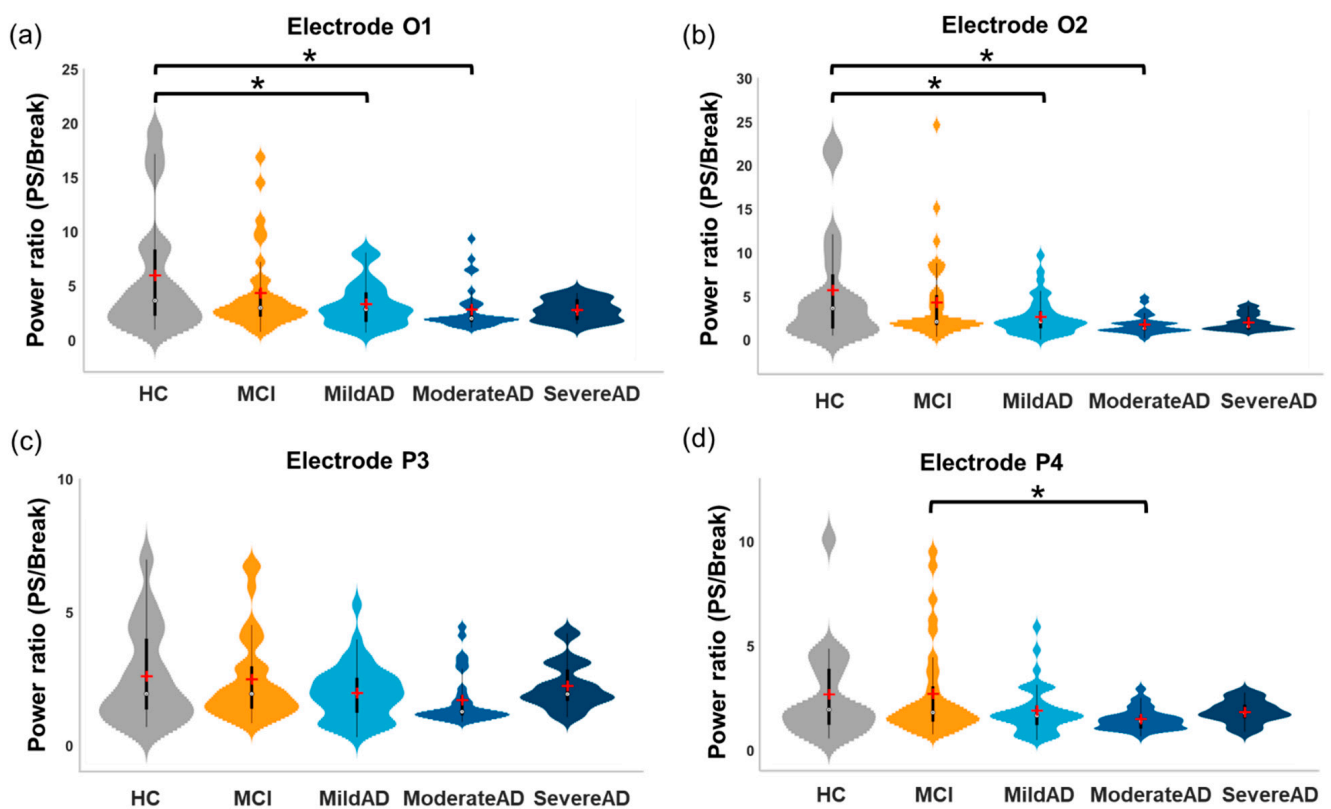 (a)
Electrode O1
Power ratio (PS/Break)
25
20
15
10
5
0
*
*
HC MCI MildAD ModerateAD SevereAD
(b)
Electrode O2
Power ratio (PS/Break)
30
25
20
15
10
5
0
*
*
HC MCI MildAD ModerateAD SevereAD
(c)
Electrode P3
Power ratio (PS/Break)
10
5
0
HC MCI MildAD ModerateAD SevereAD
(d)
Electrode P4
Power ratio (PS/Break)
10
5
0
*
HC MCI MildAD ModerateAD SevereAD